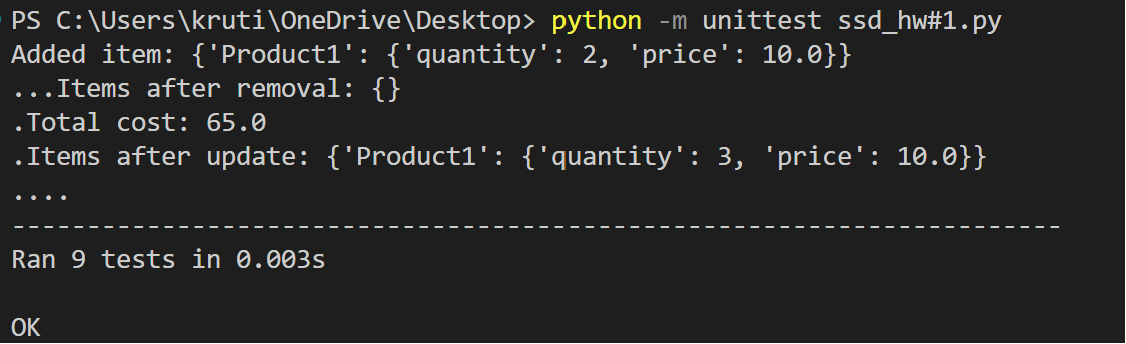 PS C:\Users\kruti\OneDrive\Desktop> python -m unittest ssd_hw#1.py
Added item: {'Product1': {'quantity': 2, 'price': 10.0}}
...Items after removal: {}
.Total cost: 65.0
.Items after update: {'Product1': {'quantity': 3, 'price': 10.0}}
....
----------------------------------------------------------------------
Ran 9 tests in 0.003s

OK